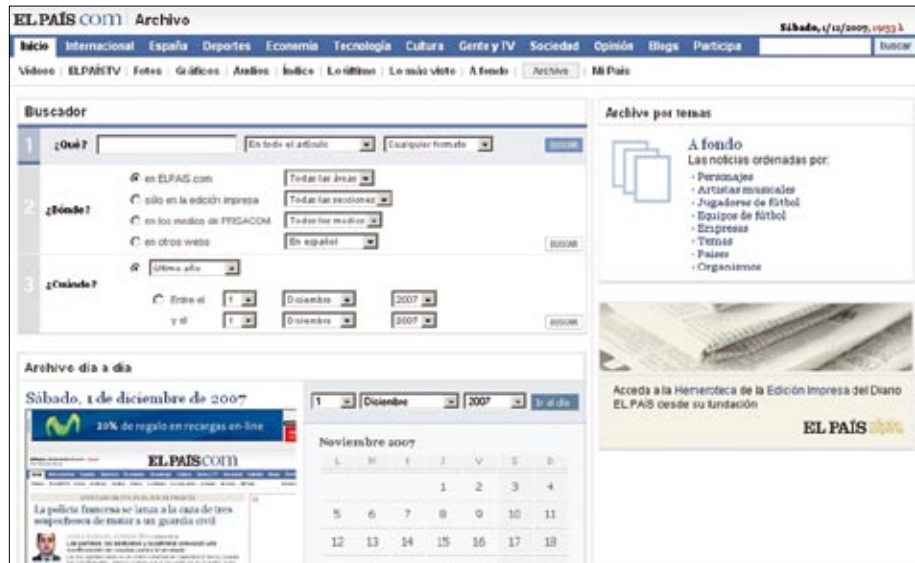 EL PAÍS.COM Archivo
Sábado, 1/12/2007,
Inicio Internacional España Deportes Economía Tecnología Cultura Gente y TV Sociedad Opinión Blogs Participa buscar
Vídeos ELPAÍSTV Fotos Gráficos Audios Índice Lo último Lo más visto A fondo Archivo Mi País
Buscador
1 ¿Qué? En todo el artículo Cualquier formato BUSCAR
2 ¿Dónde?
en ELPAIS.com Todas las áreas
sólo en la edición impresa Todas las secciones
en los medios de PRISACOM Todos los medios
en otros webs En español BUSCAR
3 ¿Cuándo?
Último año
Entre el 1 Diciembre 2007
y el 1 Diciembre 2007 BUSCAR
Archivo por temas
A fondo
Las noticias ordenadas por:
· Personajes
· Artistas musicales
· Jugadores de fútbol
· Equipos de fútbol
· Empresas
· Temas
· Países
· Organismos
Acceda a la Hemeroteca de la Edición Impresa del Diario
EL PAÍS desde su fundación
EL PAÍS
Archivo día a día
Sábado, 1 de diciembre de 2007
20% de regalo en recargas on-line
EL PAIS.COM
La policía francesa se lanza a la caza de tres
sospechosos de matar a un guardia civil
1 Diciembre 2007 Ir al día
Noviembre 2007
L M J V S D
1 2 3 4
5 6 7 8 9 10 11
12 13 14 15 16 17 18